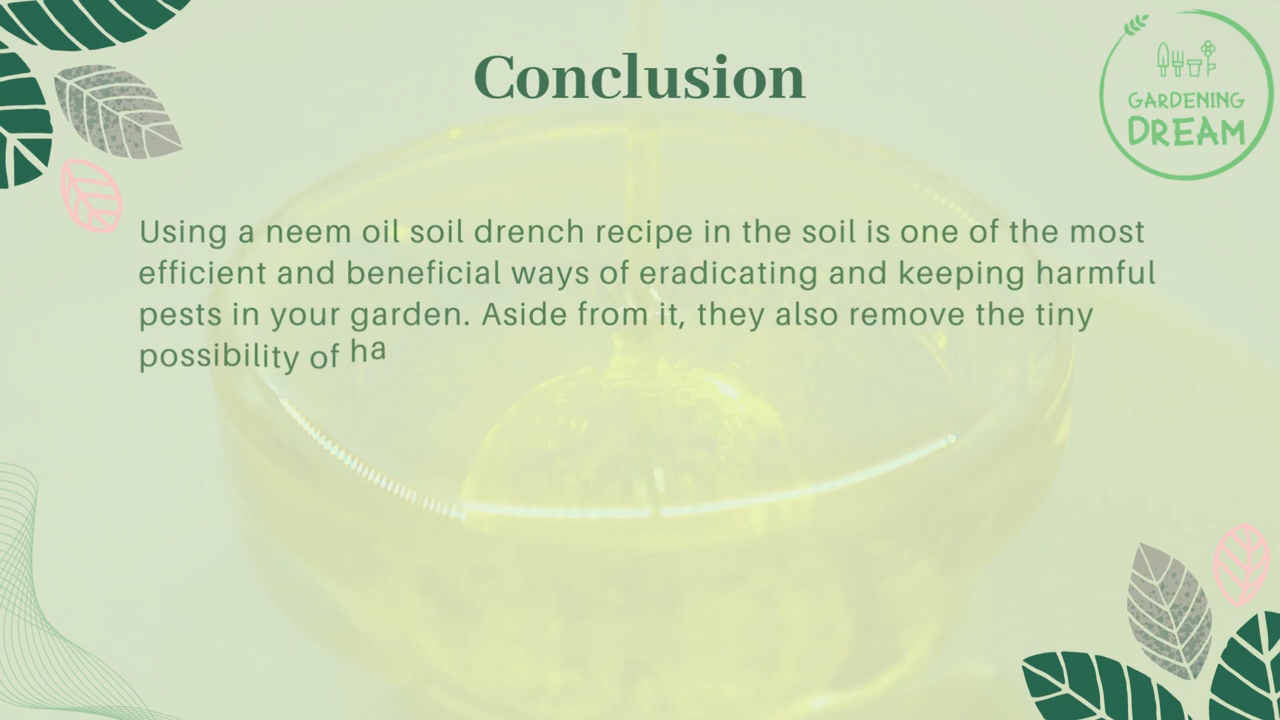 Conclusion
GARDENING
DREAM
Using a neem oil soil drench recipe in the soil is one of the most
efficient and beneficial ways of eradicating and keeping harmful
pests in your garden. Aside from it, they also remove the tiny
possibility of ha